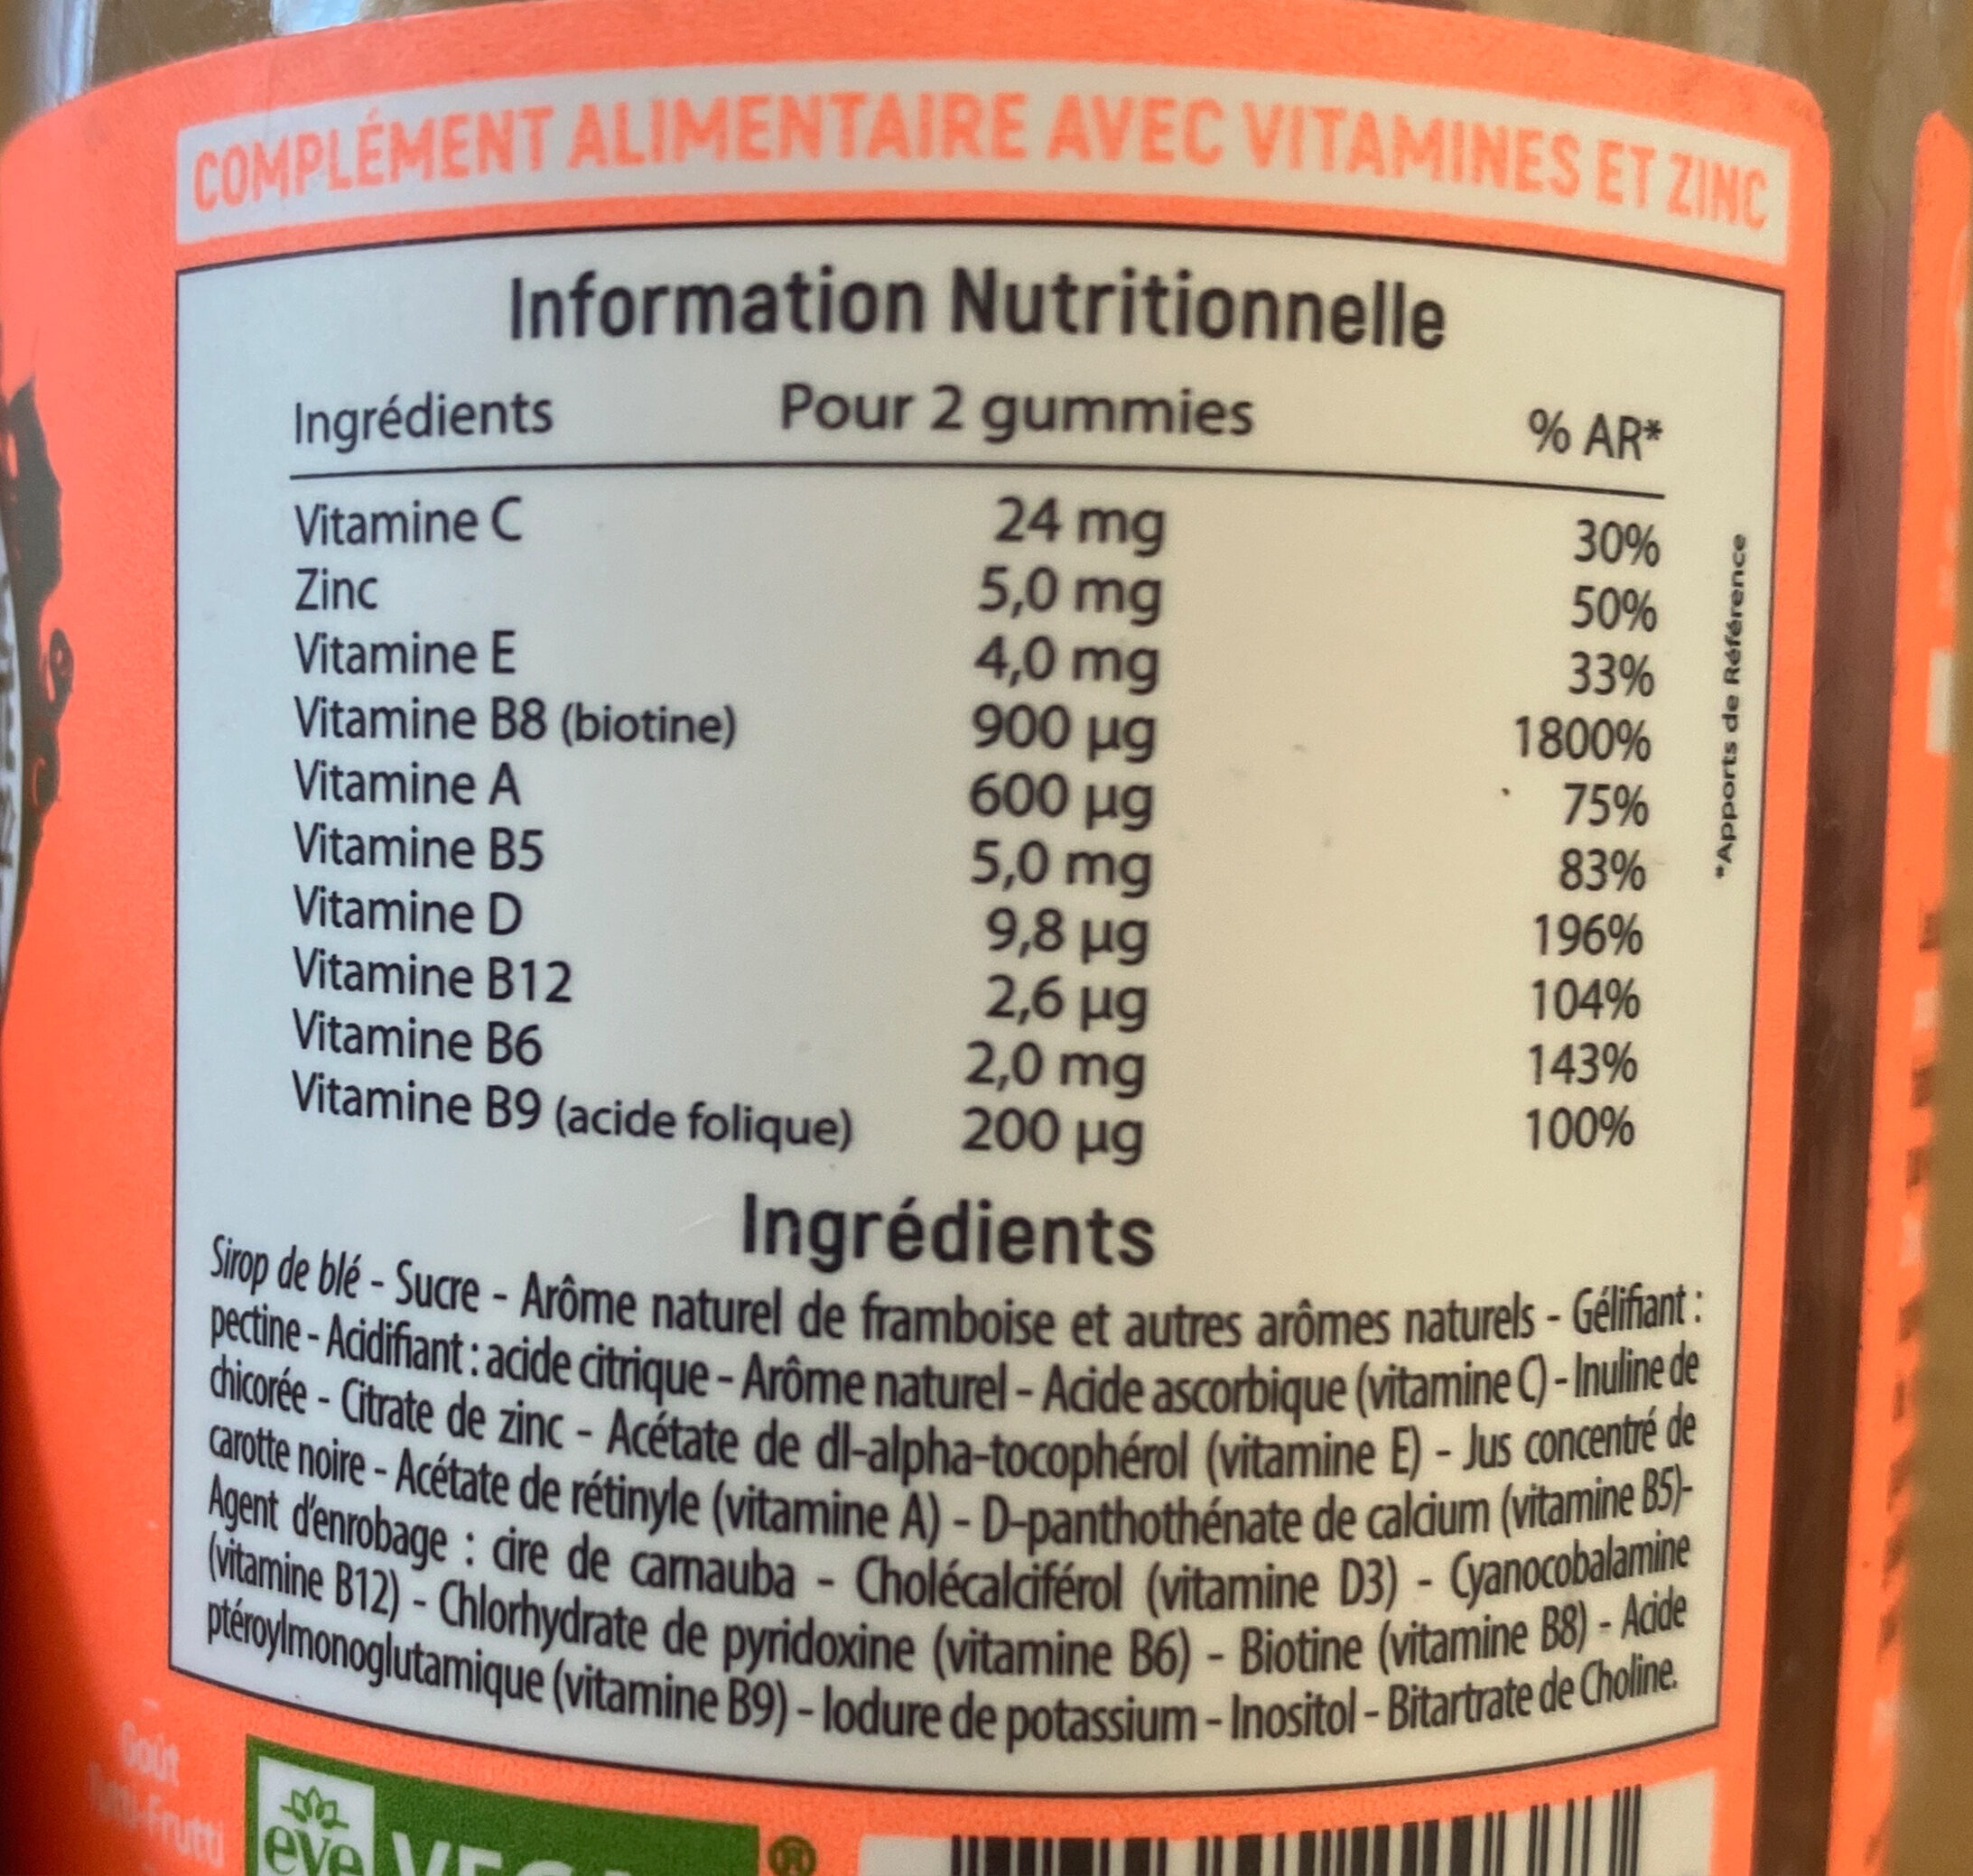 COMPLÉMENT ALIMENTAIRE AVEC VITAMINES ET ZINC
Information Nutritionnelle
Ingrédients Pour 2 gummies % AR*
Vitamine C 24 mg 30%
Zinc 5,0 mg 50%
Vitamine E 4,0 mg 33%
Vitamine B8 (biotine) 900 µg 1800%
Vitamine A 600 µg 75%
Vitamine B5 5,0 mg 83%
Vitamine D 9,8 µg 196%
Vitamine B12 2,6 µg 104%
Vitamine B6 2,0 mg 143%
Vitamine B9 (acide folique) 200 µg 100%
*Apports de Référence
Ingrédients
Sirop de blé - Sucre - Arôme naturel de framboise et autres arômes naturels - Gélifiant :
pectine - Acidifiant : acide citrique - Arôme naturel - Acide ascorbique (vitamine C) - Inuline de
chicorée - Citrate de zinc - Acétate de dl-alpha-tocophérol (vitamine E) - Jus concentré de
carotte noire - Acétate de rétinyle (vitamine A) - D-panthothénate de calcium (vitamine B5)-
Agent d'enrobage : cire de carnauba - Cholécalciférol (vitamine D3) - Cyanocobalamine
(vitamine B12) - Chlorhydrate de pyridoxine (vitamine B6) - Biotine (vitamine B8) - Acide
ptéroylmonoglutamique (vitamine B9) - Iodure de potassium - Inositol - Bitartrate de Choline.
Goût
Tutti-Frutti
eve
®